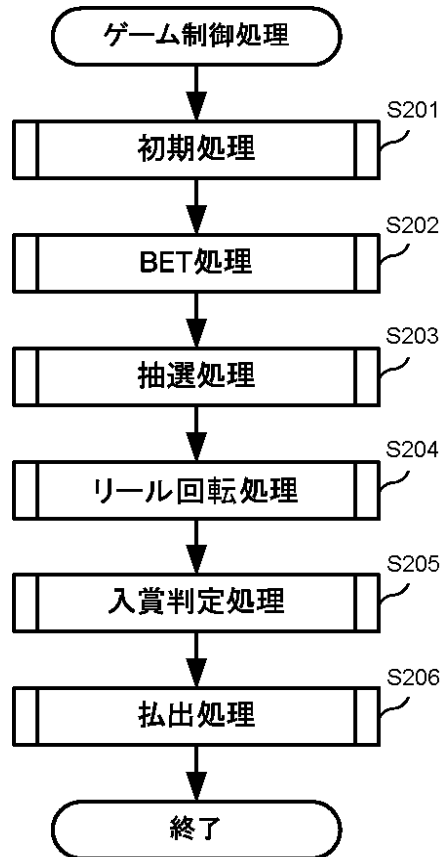 ゲーム制御処理
S201
初期処理
S202
BET処理
S203
抽選処理
S204
リール回転処理
S205
入賞判定処理
S206
払出処理
終了